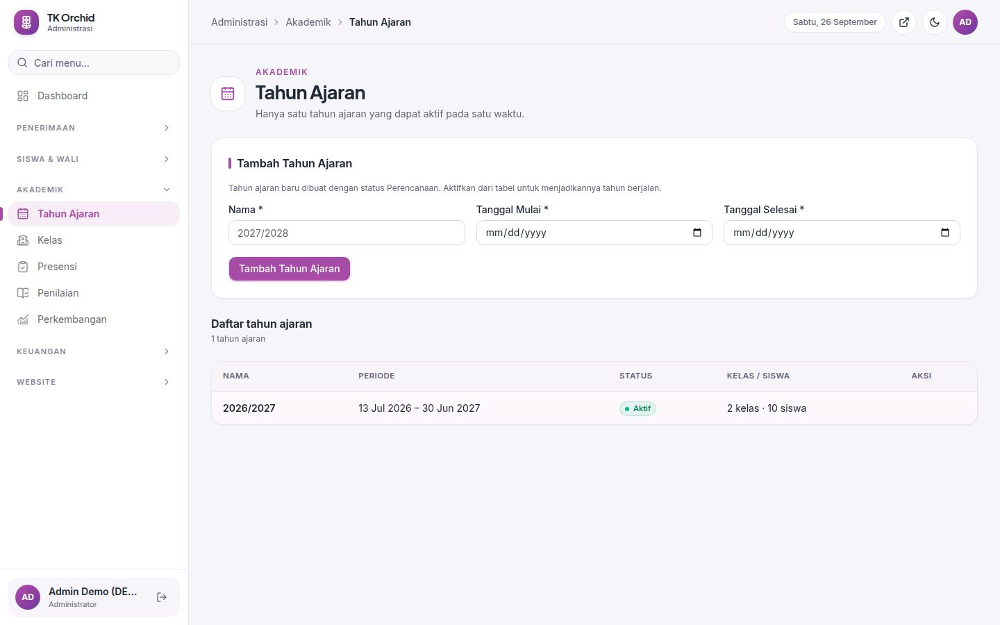 TK Orchid
Administrasi
Cari menu...
Dashboard
PENERIMAAN
SISWA & WALI
AKADEMIK
Tahun Ajaran
Kelas
Presensi
Penilaian
Perkembangan
KEUANGAN
WEBSITE
AD
Admin Demo (DE...
Administrator
Administrasi
Akademik
Tahun Ajaran
Sabtu, 26 September
AD
AKADEMIK
Tahun Ajaran
Hanya satu tahun ajaran yang dapat aktif pada satu waktu.
Tambah Tahun Ajaran
Tahun ajaran baru dibuat dengan status Perencanaan. Aktifkan dari tabel untuk menjadikannya tahun berjalan.
Nama * Tanggal Mulai * Tanggal Selesai *
2027/2028 mm/dd/yyyy mm/dd/yyyy
Tambah Tahun Ajaran
Daftar tahun ajaran
1 tahun ajaran
NAMA PERIODE STATUS KELAS / SISWA AKSI
2026/2027 13 Jul 2026 – 30 Jun 2027 Aktif 2 kelas · 10 siswa